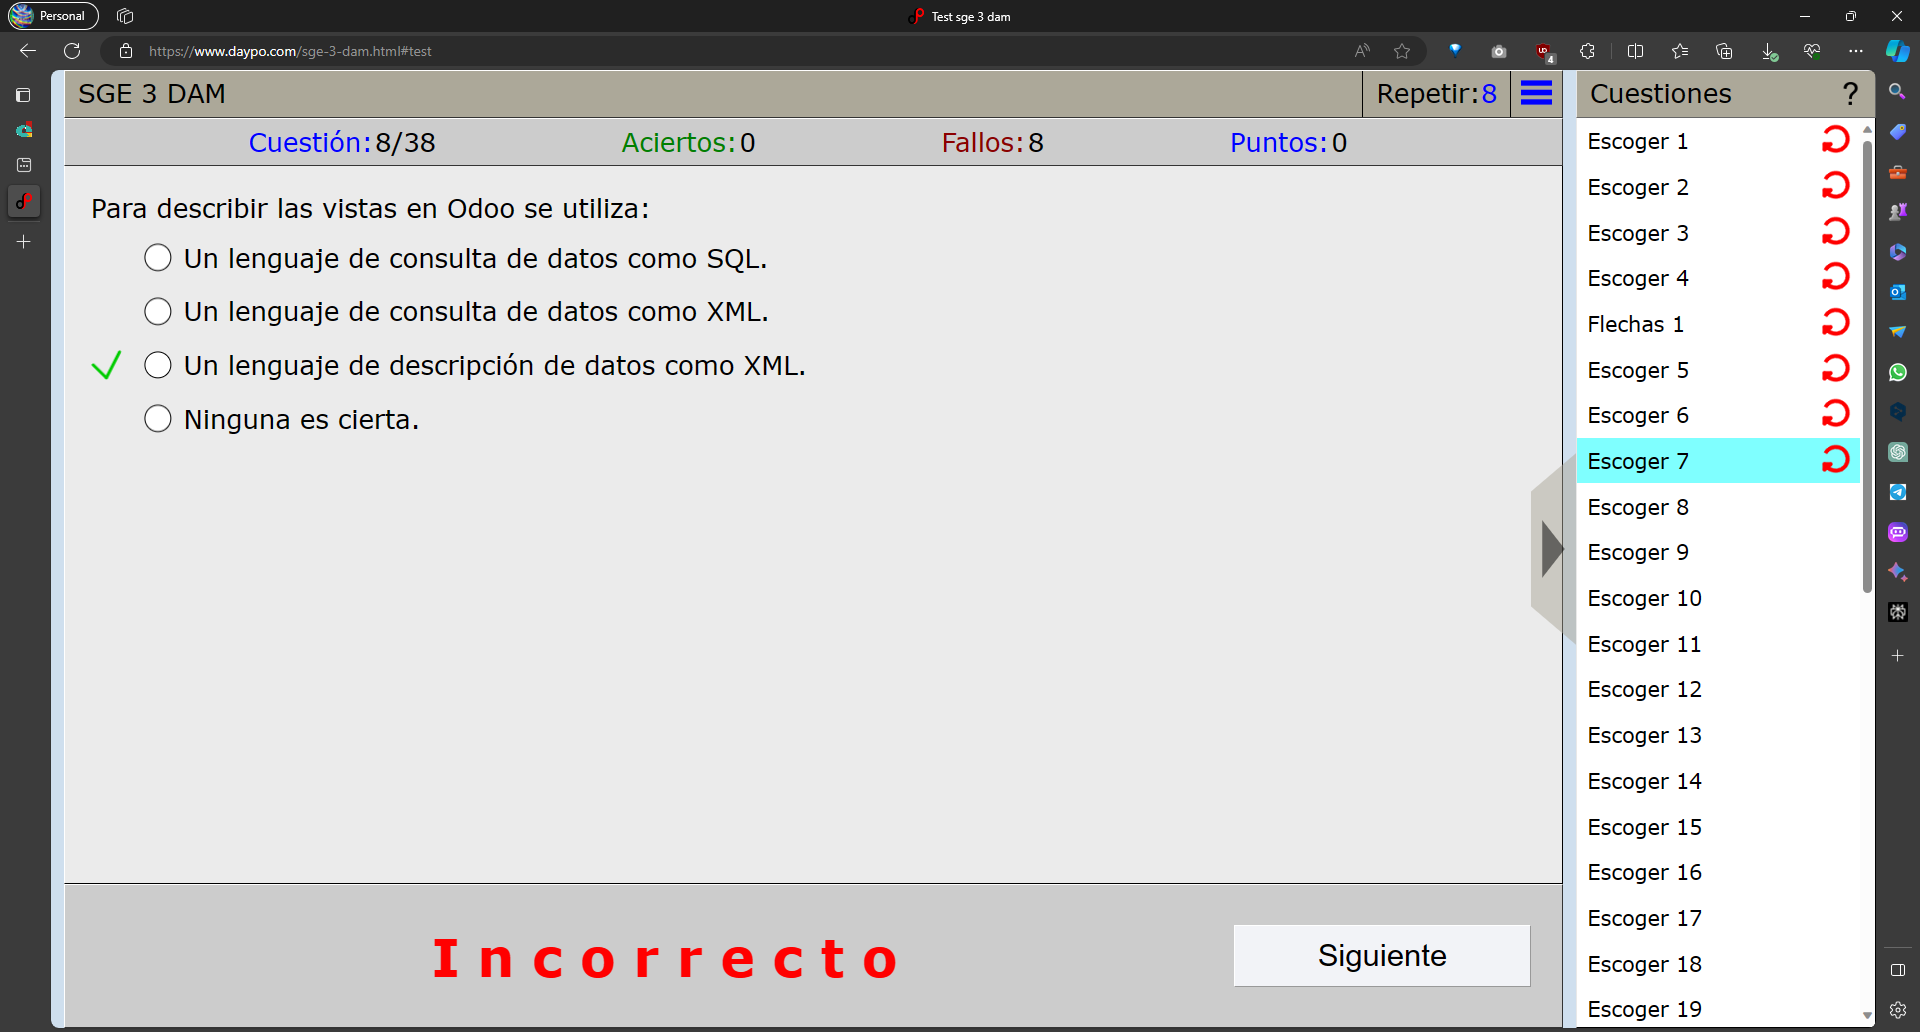 Personal
Test sge 3 dam
https://www.daypo.com/sge-3-dam.html#test
4
SGE 3 DAM
Repetir:8
Cuestión:8/38
Aciertos:0
Fallos:8
Puntos:0
Para describir las vistas en Odoo se utiliza:
Un lenguaje de consulta de datos como SQL.
Un lenguaje de consulta de datos como XML.
Un lenguaje de descripción de datos como XML.
Ninguna es cierta.
Incorrecto
Siguiente
Cuestiones
?
Escoger 1
Escoger 2
Escoger 3
Escoger 4
Flechas 1
Escoger 5
Escoger 6
Escoger 7
Escoger 8
Escoger 9
Escoger 10
Escoger 11
Escoger 12
Escoger 13
Escoger 14
Escoger 15
Escoger 16
Escoger 17
Escoger 18
Escoger 19